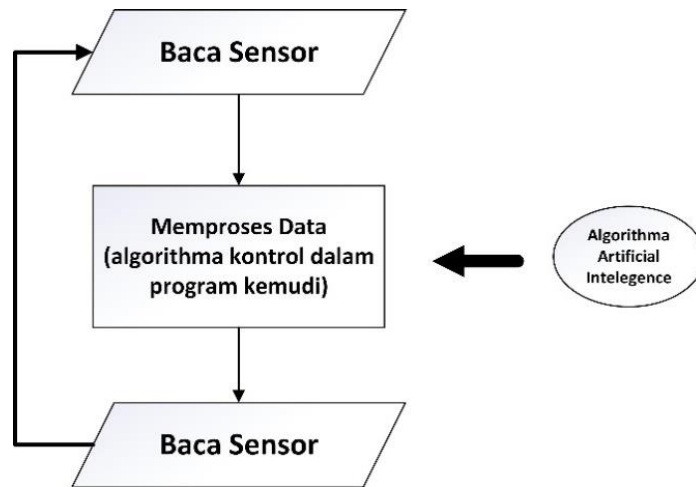 Baca Sensor
Memproses Data
(algorithma kontrol dalam
program kemudi)
Algorithma
Artificial
Intelegence
Baca Sensor